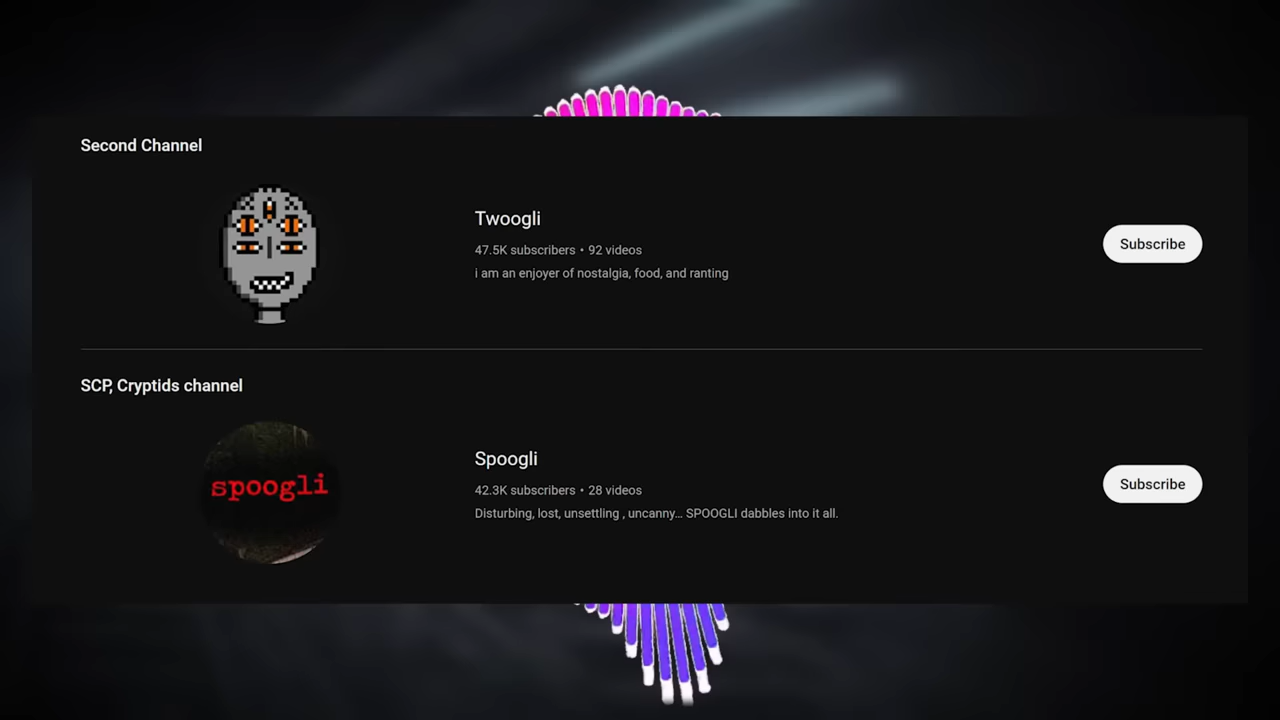 Second Channel
Twoogli
47.5K subscribers • 92 videos
i am an enjoyer of nostalgia, food, and ranting
Subscribe
SCP, Cryptids channel
spoogli
Spoogli
42.3K subscribers • 28 videos
Disturbing, lost, unsettling , uncanny... SPOOGLI dabbles into it all.
Subscribe